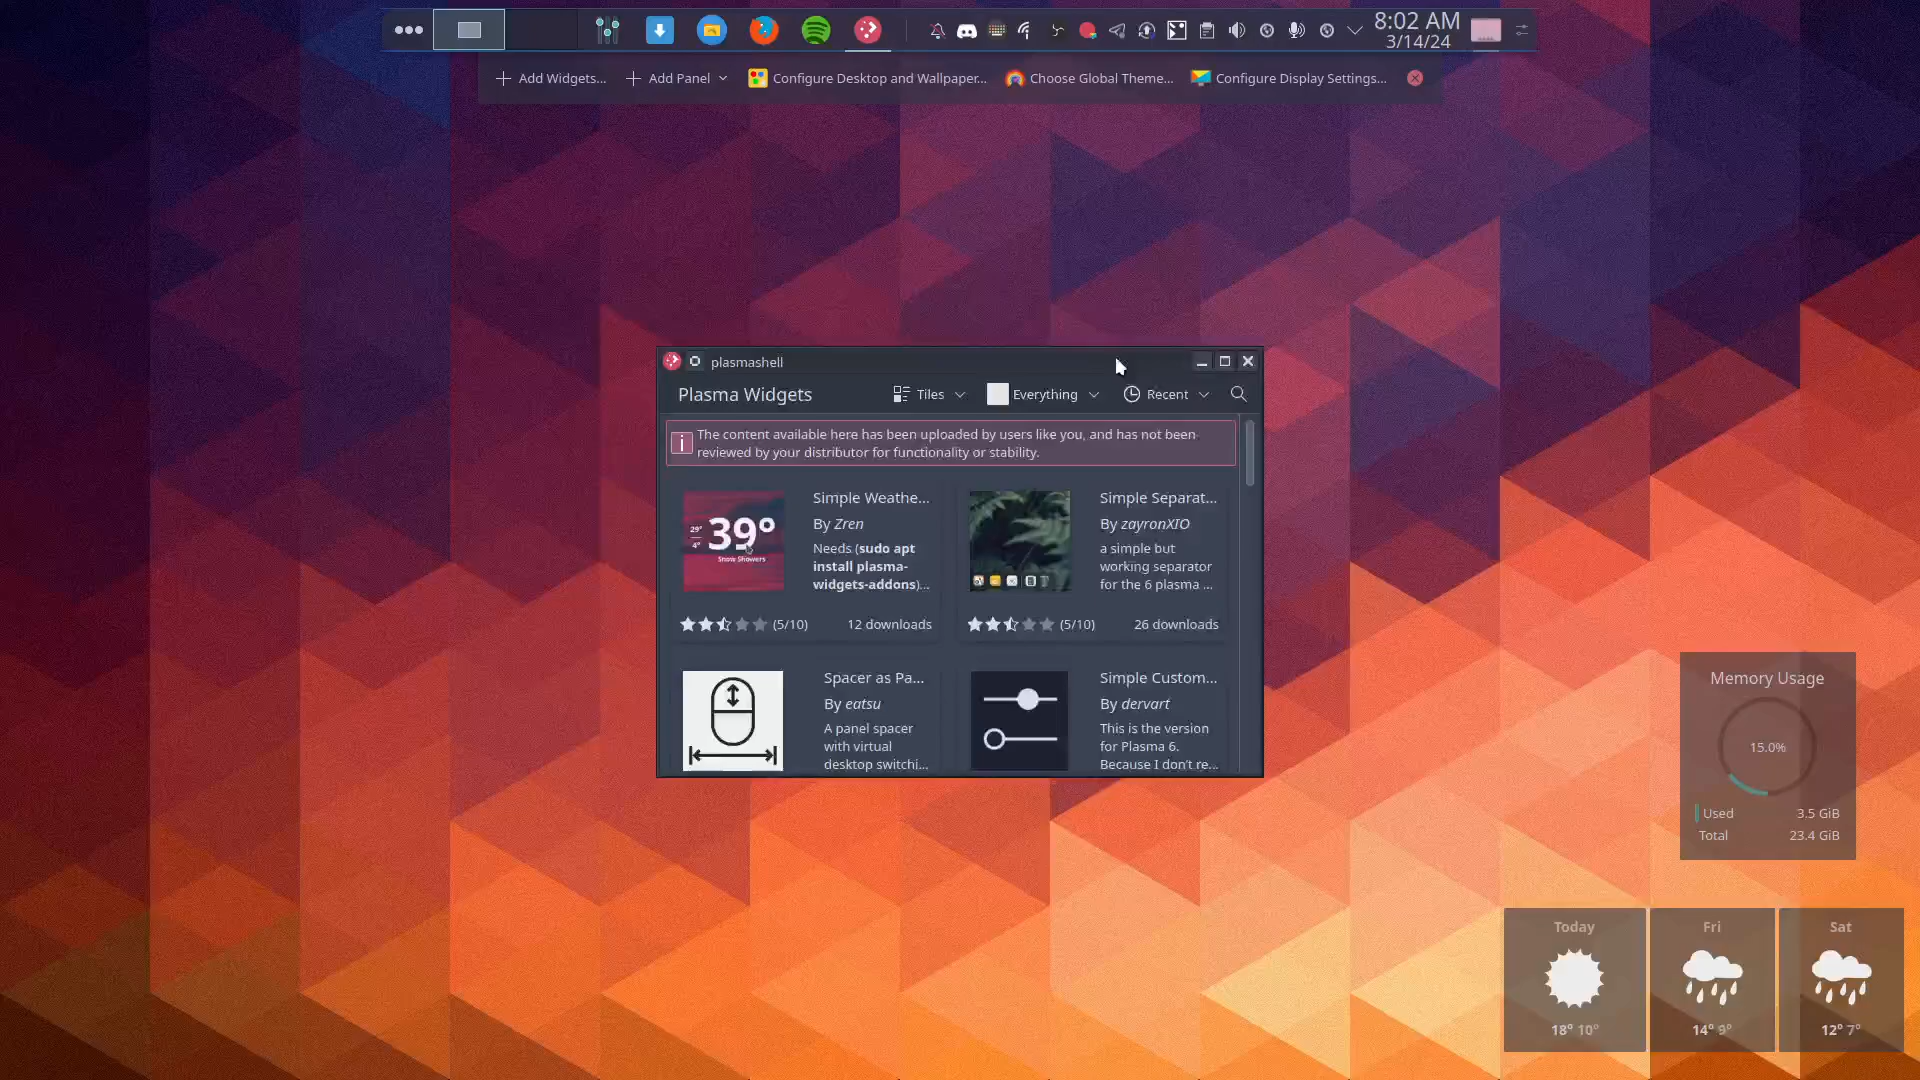 8:02 AM
3/14/24
Add Widgets...
Add Panel
Configure Desktop and Wallpaper...
Choose Global Theme...
Configure Display Settings...
plasmashell
Plasma Widgets
Tiles
Everything
Recent
The content available here has been uploaded by users like you, and has not been
reviewed by your distributor for functionality or stability.
29°
4°
39°
Snow Showers
Simple Weathe...
By Zren
Needs (sudo apt
install plasma-
widgets-addons)...
(5/10)
12 downloads
Simple Separat...
By zayronXIO
a simple but
working separator
for the 6 plasma ...
(5/10)
26 downloads
Spacer as Pa...
By eatsu
A panel spacer
with virtual
desktop switchi...
Simple Custom...
By dervart
This is the version
for Plasma 6.
Because I don't re...
Memory Usage
15.0%
Used 3.5 GiB
Total 23.4 GiB
Today
18° 10°
Fri
14° 9°
Sat
12° 7°